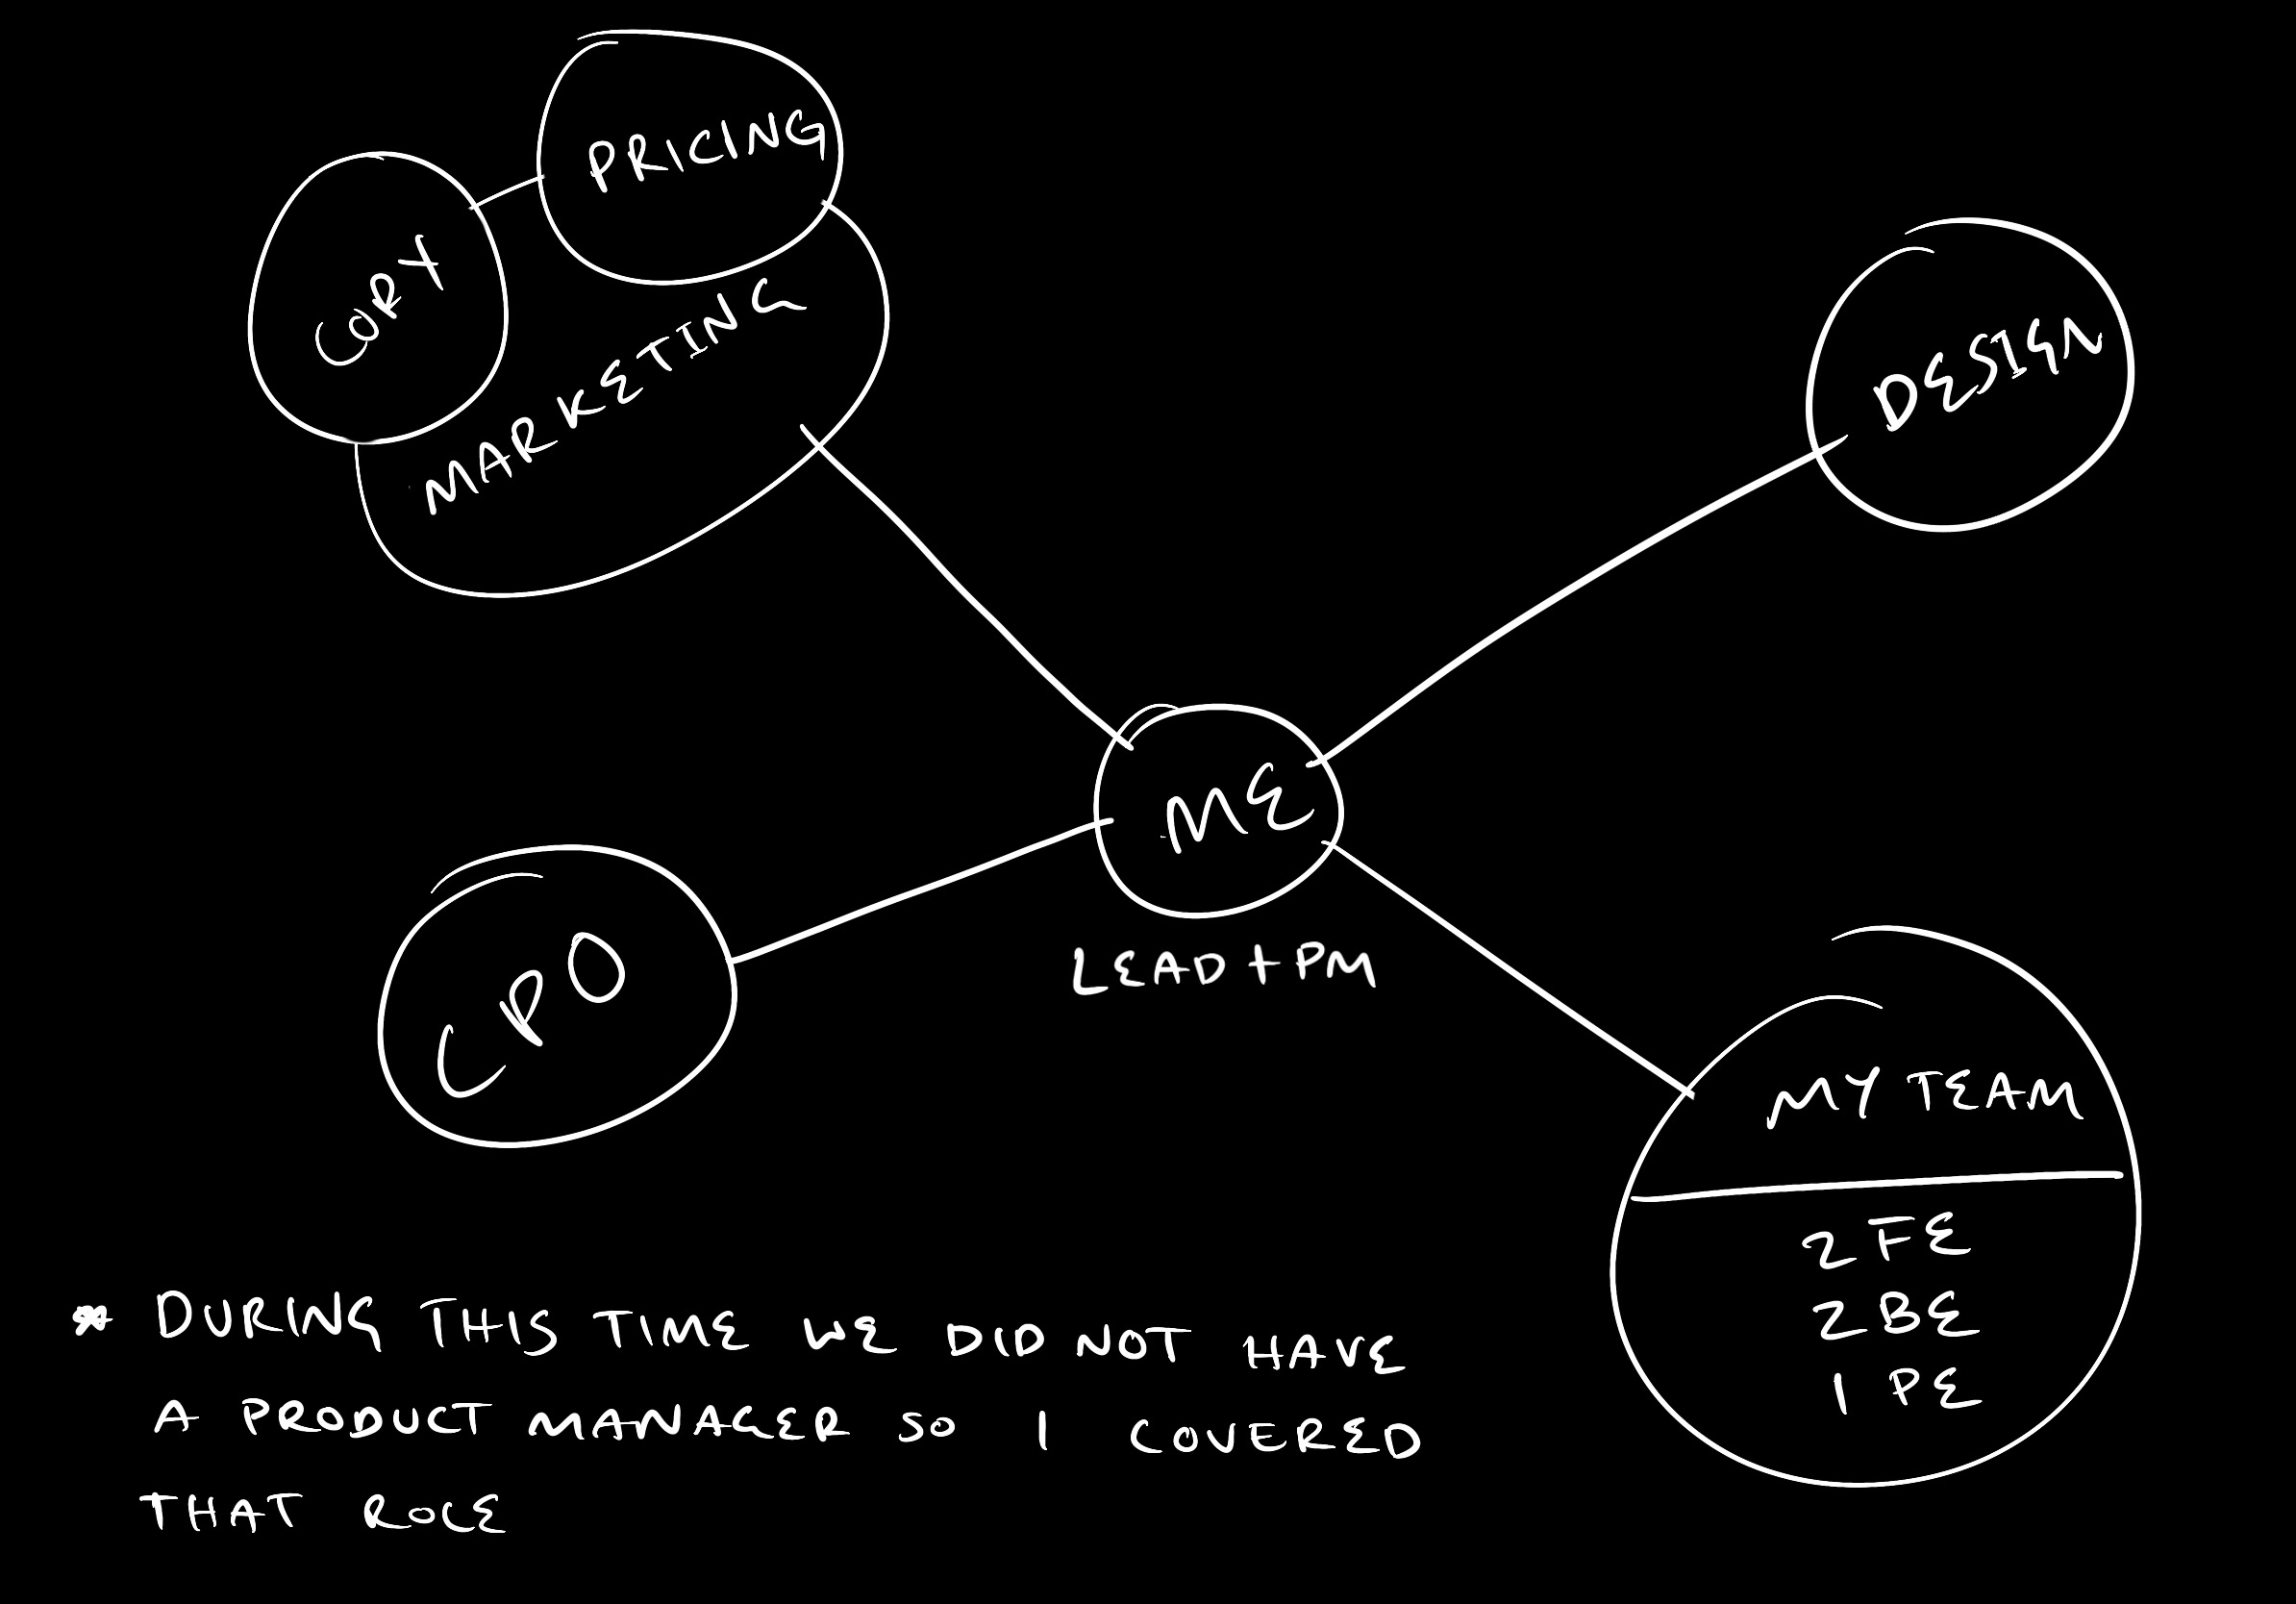 PRICING
COPY
MARKETING
DESIGN
ME
LEAD + PM
CPO
MY TEAM
2 FE
2 BE
1 PE
* DURING THIS TIME WE DID NOT HAVE
A PRODUCT MANAGER SO I COVERED
THAT ROLE